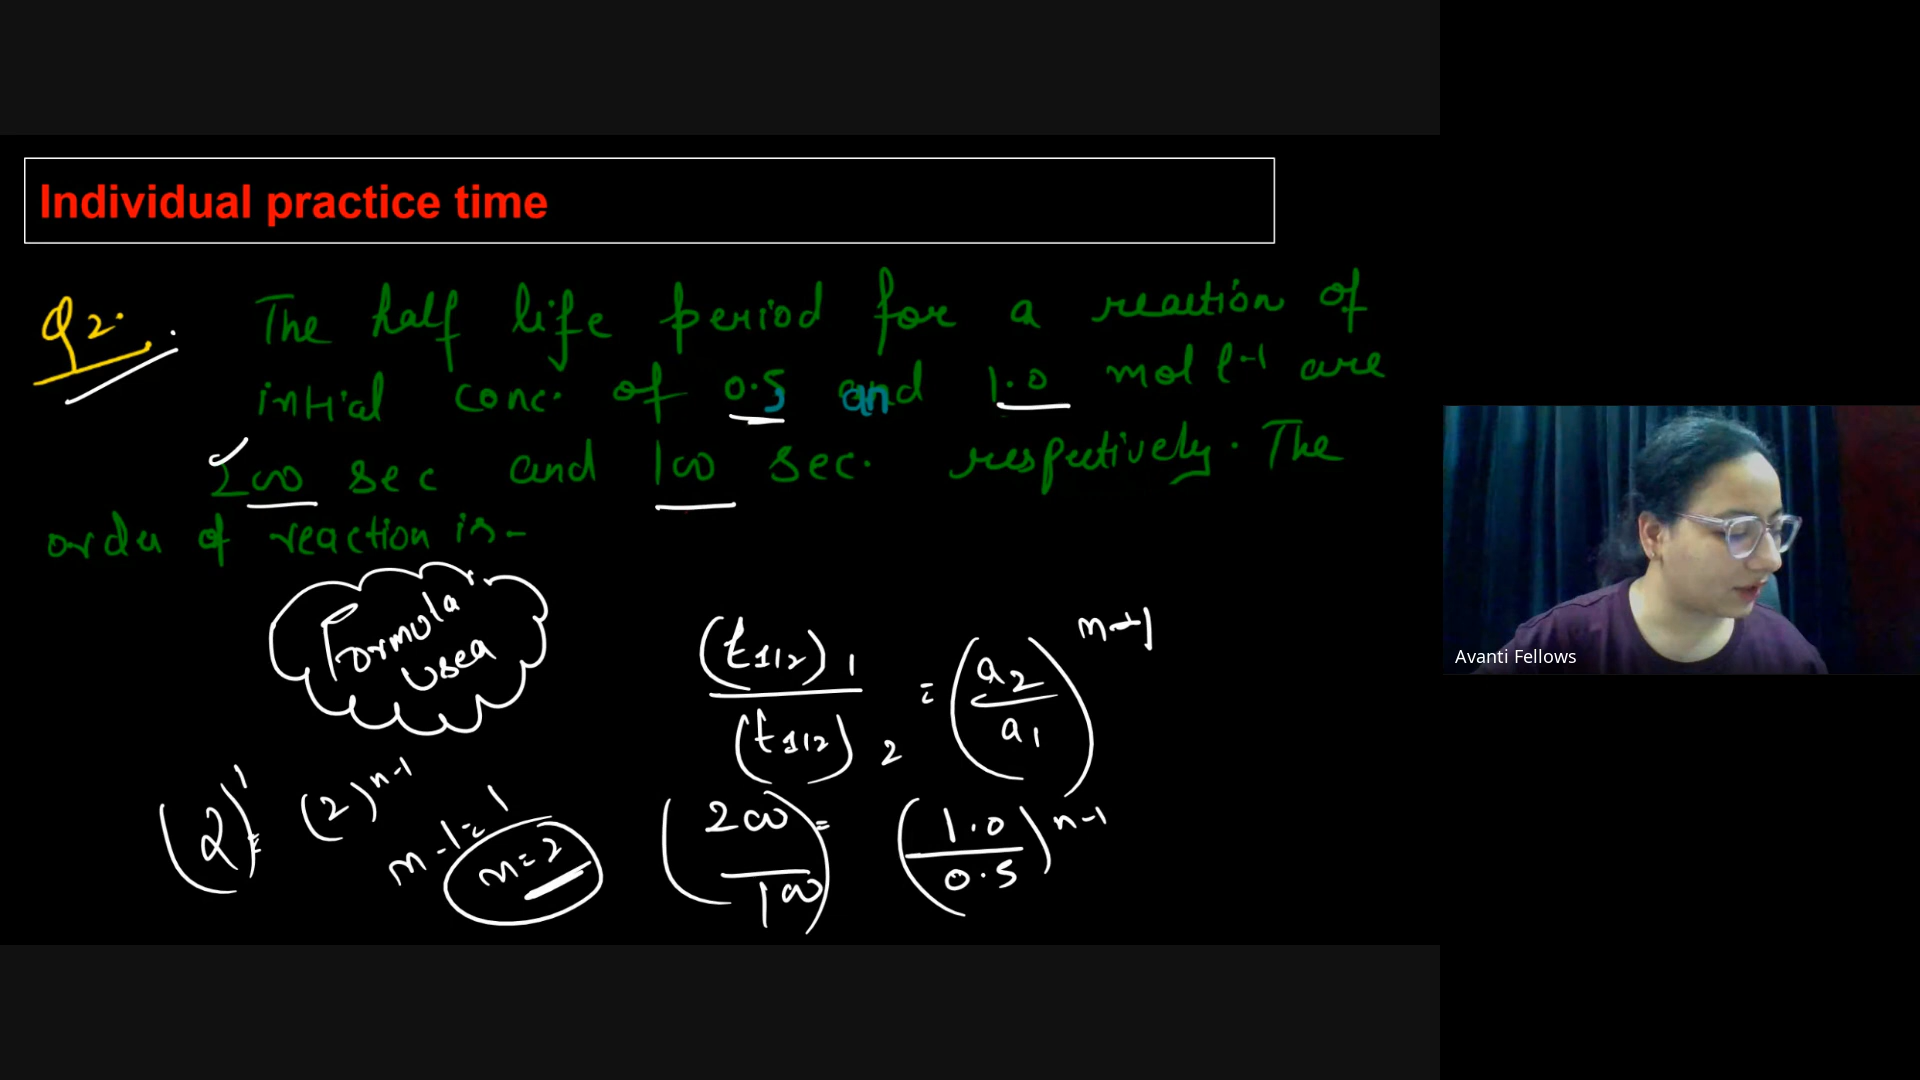 Individual practice time
Q2. The half life period for a reaction of
initial conc. of 0.5 and 1.0 mol l-1 are
200 sec and 100 sec. respectively. The
order of reaction is-
Formula
used
(t1/2)1 / (t1/2)2 = (a2/a1)^n-1
(200/100) = (1.0/0.5)^n-1
(2)^1 = (2)^n-1
n-1=1
n=2
Avanti Fellows